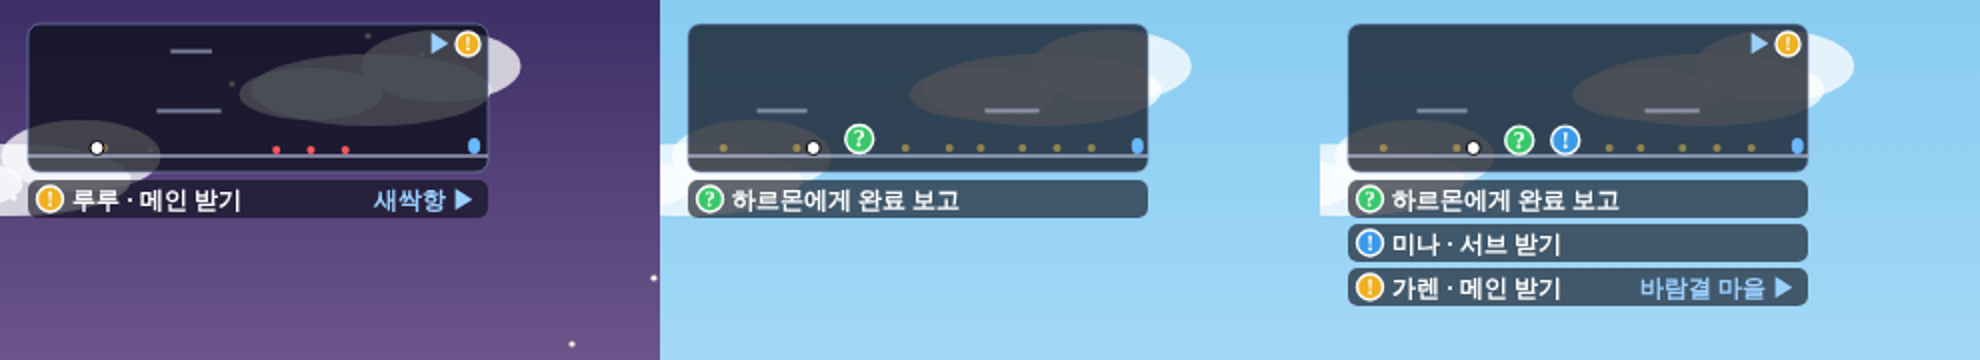 !
! 루루 · 메인 받기 새싹항 ▶
?
? 하르몬에게 완료 보고
!
? !
? 하르몬에게 완료 보고
! 미나 · 서브 받기
! 가렌 · 메인 받기 바람결 마을 ▶